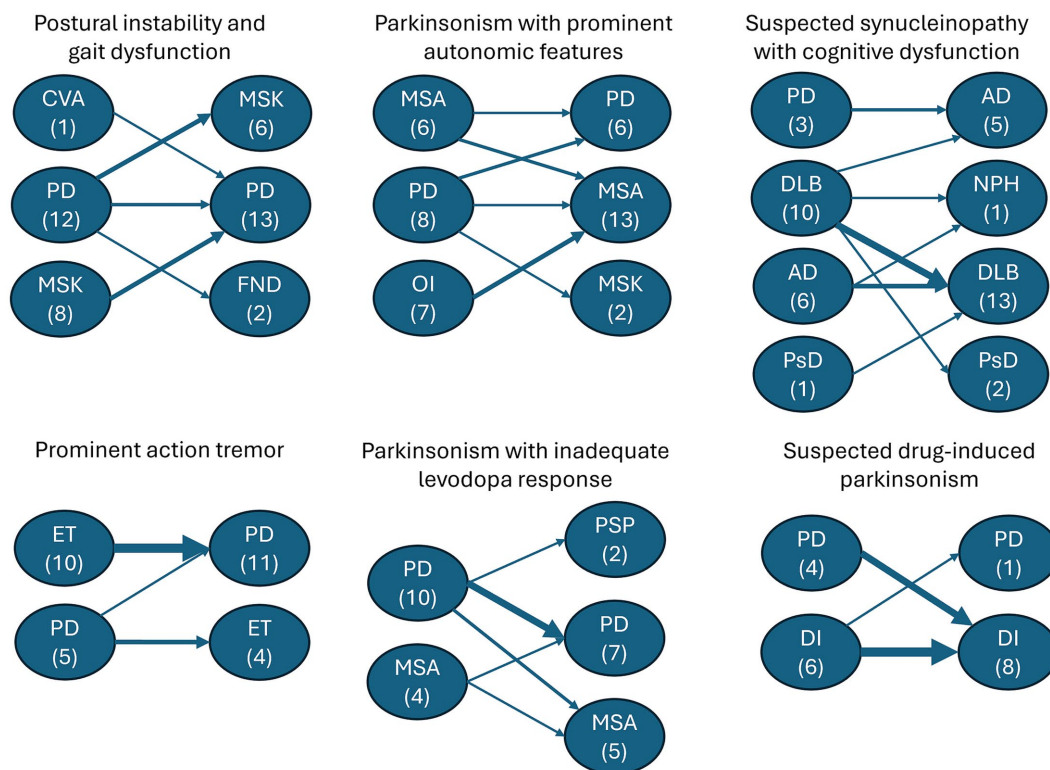 Postural instability and
gait dysfunction
CVA
(1)
MSK
(6)
PD
(12)
PD
(13)
MSK
(8)
FND
(2)
Parkinsonism with prominent
autonomic features
MSA
(6)
PD
(6)
PD
(8)
MSA
(13)
OI
(7)
MSK
(2)
Suspected synucleinopathy
with cognitive dysfunction
PD
(3)
AD
(5)
DLB
(10)
NPH
(1)
AD
(6)
DLB
(13)
PsD
(1)
PsD
(2)
Prominent action tremor
ET
(10)
PD
(11)
PD
(5)
ET
(4)
Parkinsonism with inadequate
levodopa response
PSP
(2)
PD
(10)
PD
(7)
MSA
(4)
MSA
(5)
Suspected drug-induced
parkinsonism
PD
(4)
PD
(1)
DI
(6)
DI
(8)